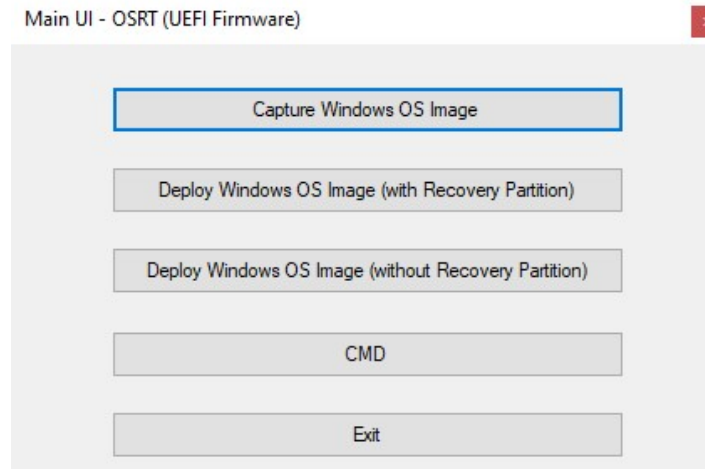 Main UI - OSRT (UEFI Firmware)
Capture Windows OS Image
Deploy Windows OS Image (with Recovery Partition)
Deploy Windows OS Image (without Recovery Partition)
CMD
Exit